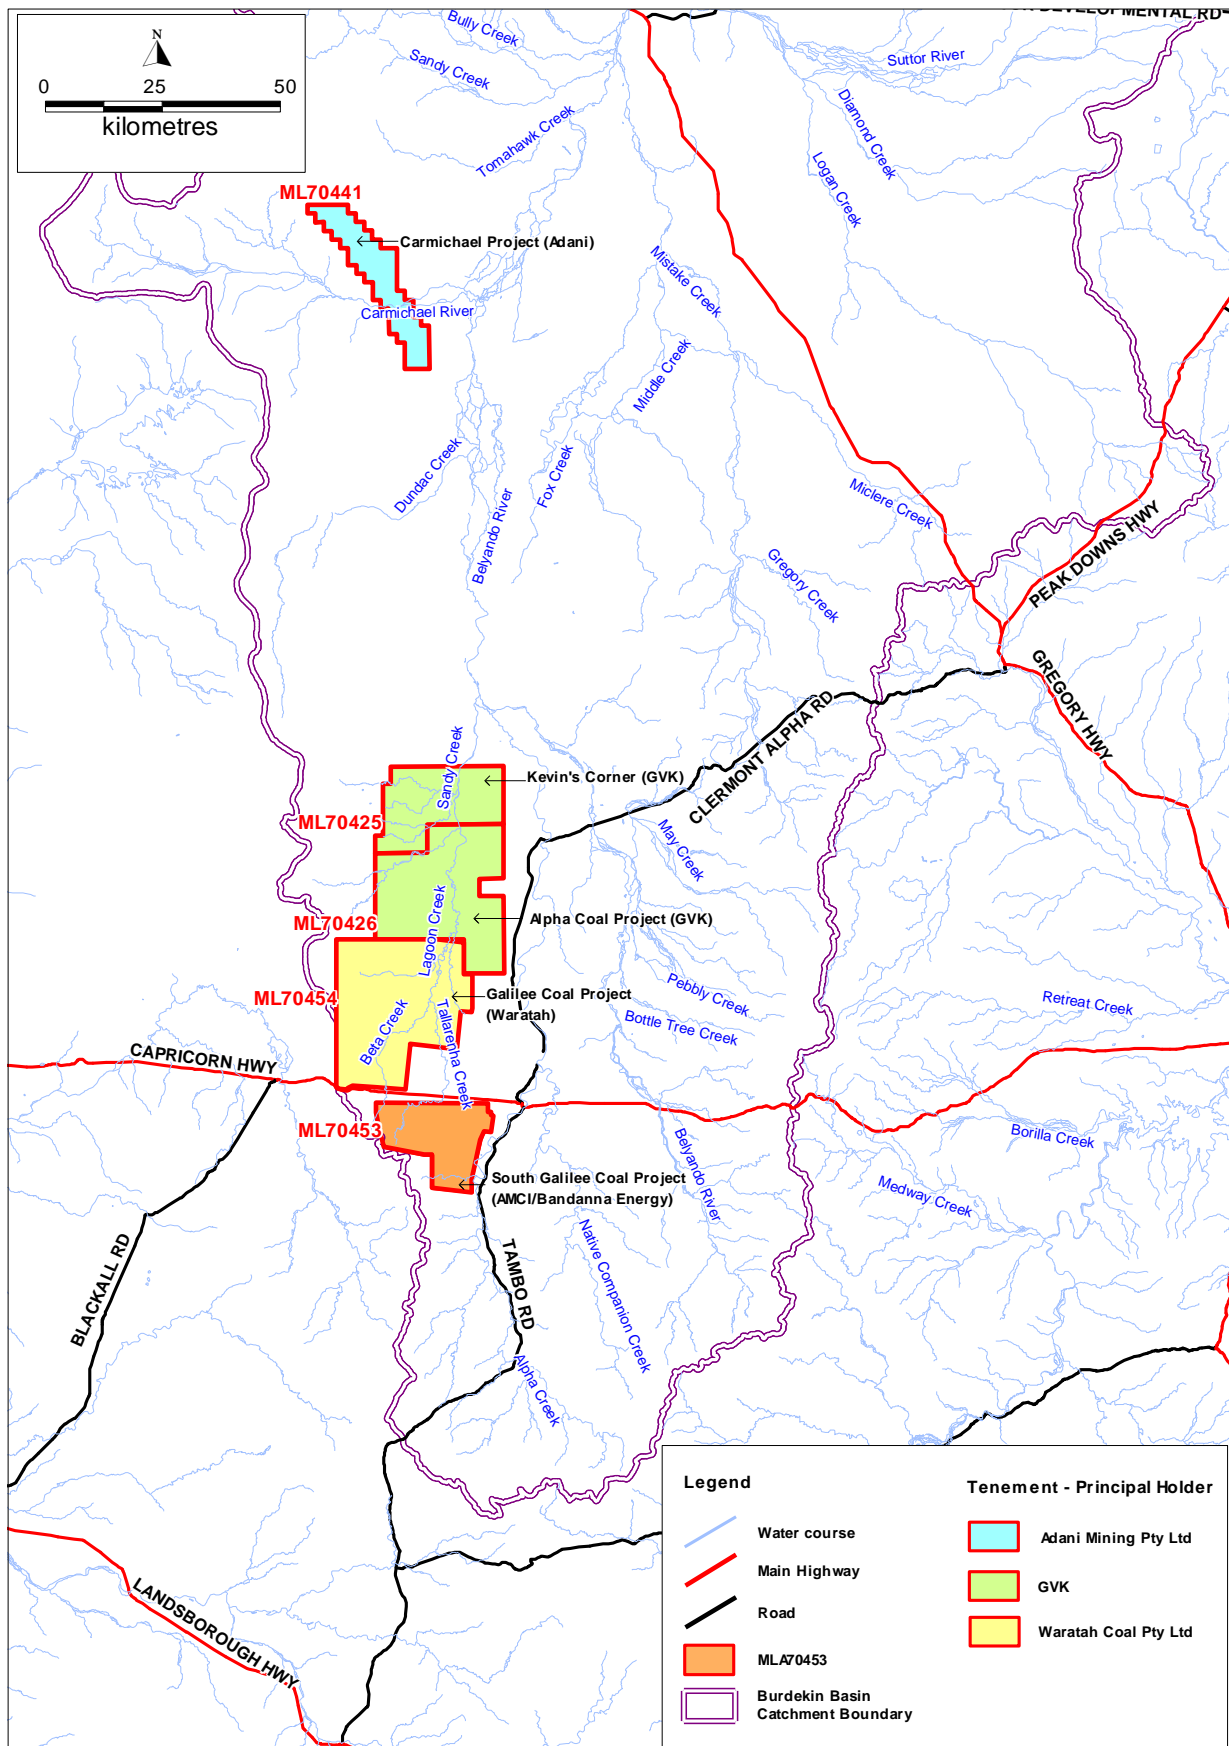 N
0 25 50
kilometres
DEVELOPMENTAL RD
Bully Creek
Sandy Creek
Suttor River
Tomahawk Creek
Diamond Creek
Logan Creek
ML70441
Carmichael Project (Adani)
Mistake Creek
Carmichael River
Middle Creek
Dundac Creek
Fox Creek
Belyando River
Miclere Creek
PEAK DOWNS HWY
Gregory Creek
GREGORY HWY
CLERMONT ALPHA RD
Sandy Creek
Kevin's Corner (GVK)
ML70425
May Creek
Lagoon Creek
Alpha Coal Project (GVK)
ML70426
ML70454
Galilee Coal Project
(Waratah)
Pebbly Creek
Bottle Tree Creek
Retreat Creek
Beta Creek
Tallarenha Creek
CAPRICORN HWY
ML70453
Borilla Creek
Belyando River
South Galilee Coal Project
(AMCI/Bandanna Energy)
Medway Creek
BLACKALL RD
TAMBO RD
Native Companion Creek
Alpha Creek
LANDSBOROUGH HWY
Legend
Water course
Main Highway
Road
MLA70453
Burdekin Basin
Catchment Boundary
Tenement - Principal Holder
Adani Mining Pty Ltd
GVK
Waratah Coal Pty Ltd